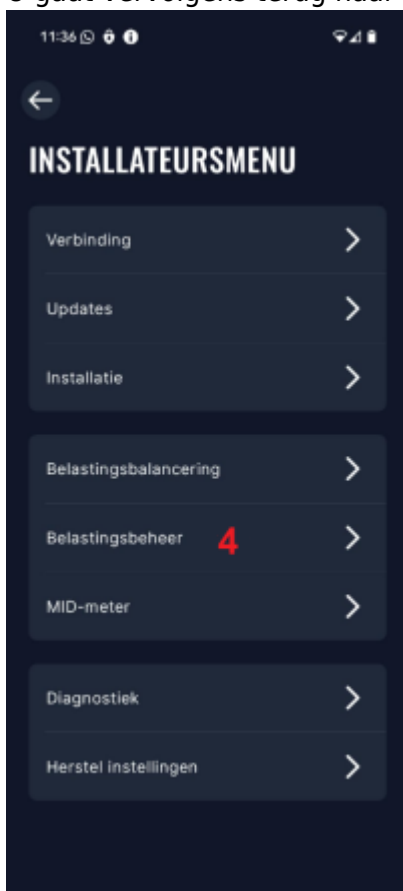 11:36
INSTALLATEURSMENU
Verbinding
Updates
Installatie
Belastingsbalancering
Belastingsbeheer 4
MID-meter
Diagnostiek
Herstel instellingen